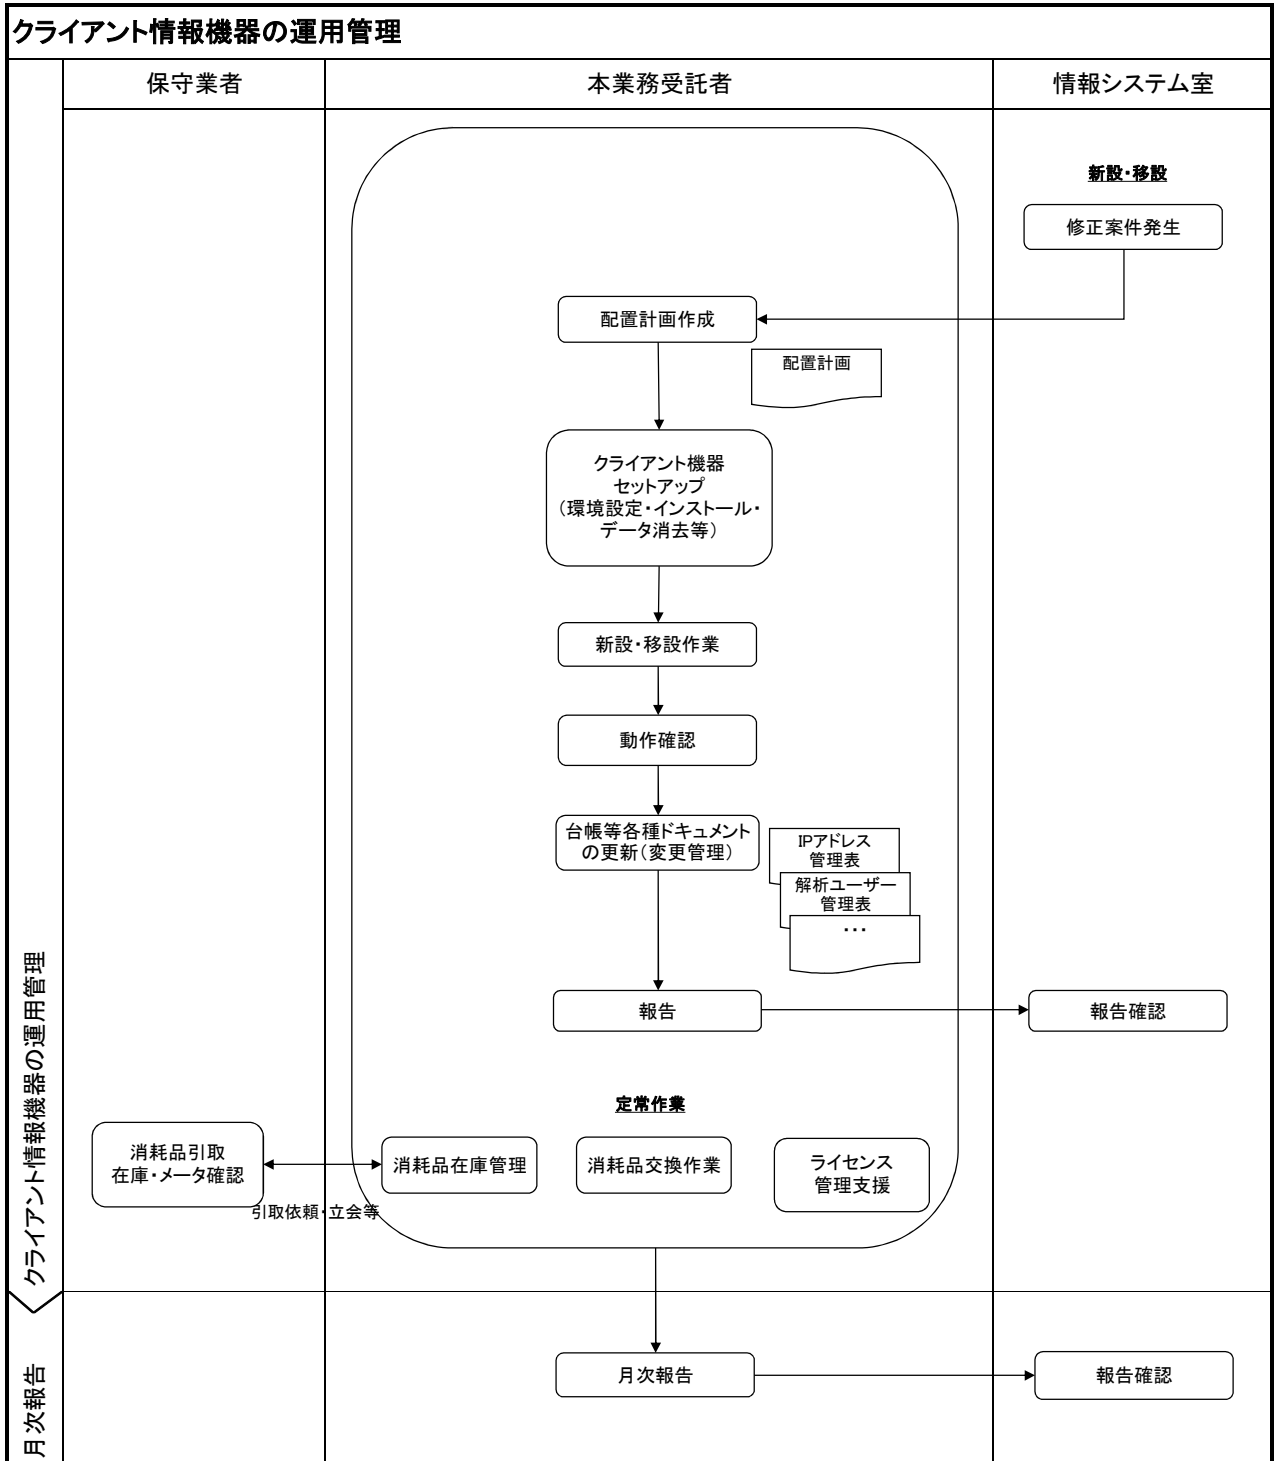 クライアント情報機器の運用管理
保守業者
本業務受託者
情報システム室
新設・移設
修正案件発生
配置計画作成
配置計画
クライアント機器
セットアップ
（環境設定・インストール・
データ消去等）
新設・移設作業
動作確認
台帳等各種ドキュメント
の更新（変更管理）
IPアドレス
管理表
解析ユーザー
管理表
・・・
報告
報告確認
定常作業
消耗品引取
在庫・メータ確認
引取依頼・立会等
消耗品在庫管理
消耗品交換作業
ライセンス
管理支援
クライアント情報機器の運用管理
月次報告
報告確認
月次報告